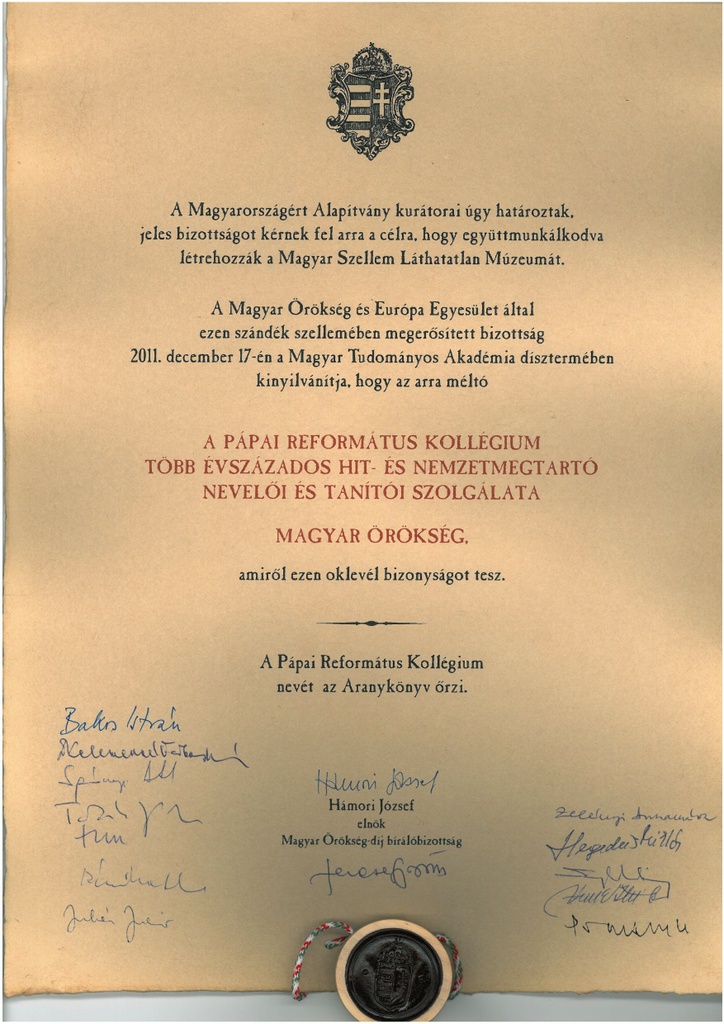 A Magyarországért Alapítvány kurátorai úgy határoztak,
jeles bizottságot kérnek fel arra a célra, hogy együttmunkálkodva
létrehozzák a Magyar Szellem Láthatatlan Múzeumát.
A Magyar Örökség és Európa Egyesület által
ezen szándék szellemében megerősített bizottság
2011. december 17-én a Magyar Tudományos Akadémia dísztermében
kinyilvánítja, hogy az arra méltó
A PÁPAI REFORMÁTUS KOLLÉGIUM
TÖBB ÉVSZÁZADOS HIT- ÉS NEMZETMEGTARTÓ
NEVELŐI ÉS TANÍTÓI SZOLGÁLATA
MAGYAR ÖRÖKSÉG,
amiről ezen oklevél bizonyságot tesz.
A Pápai Református Kollégium
nevét az Aranykönyv őrzi.
Bakos István
Hámori József
Hámori József
elnök
Magyar Örökség-díj bírálóbizottság